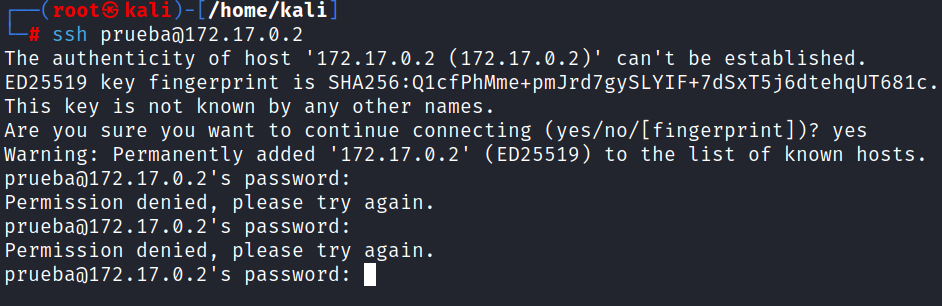 ┌──(root㉿kali)-[/home/kali]
└─# ssh prueba@172.17.0.2
The authenticity of host '172.17.0.2 (172.17.0.2)' can't be established.
ED25519 key fingerprint is SHA256:Q1cfPhMme+pmJrd7gySLYIF+7dSxT5j6dtehqUT681c.
This key is not known by any other names.
Are you sure you want to continue connecting (yes/no/[fingerprint])? yes
Warning: Permanently added '172.17.0.2' (ED25519) to the list of known hosts.
prueba@172.17.0.2's password:
Permission denied, please try again.
prueba@172.17.0.2's password:
Permission denied, please try again.
prueba@172.17.0.2's password: